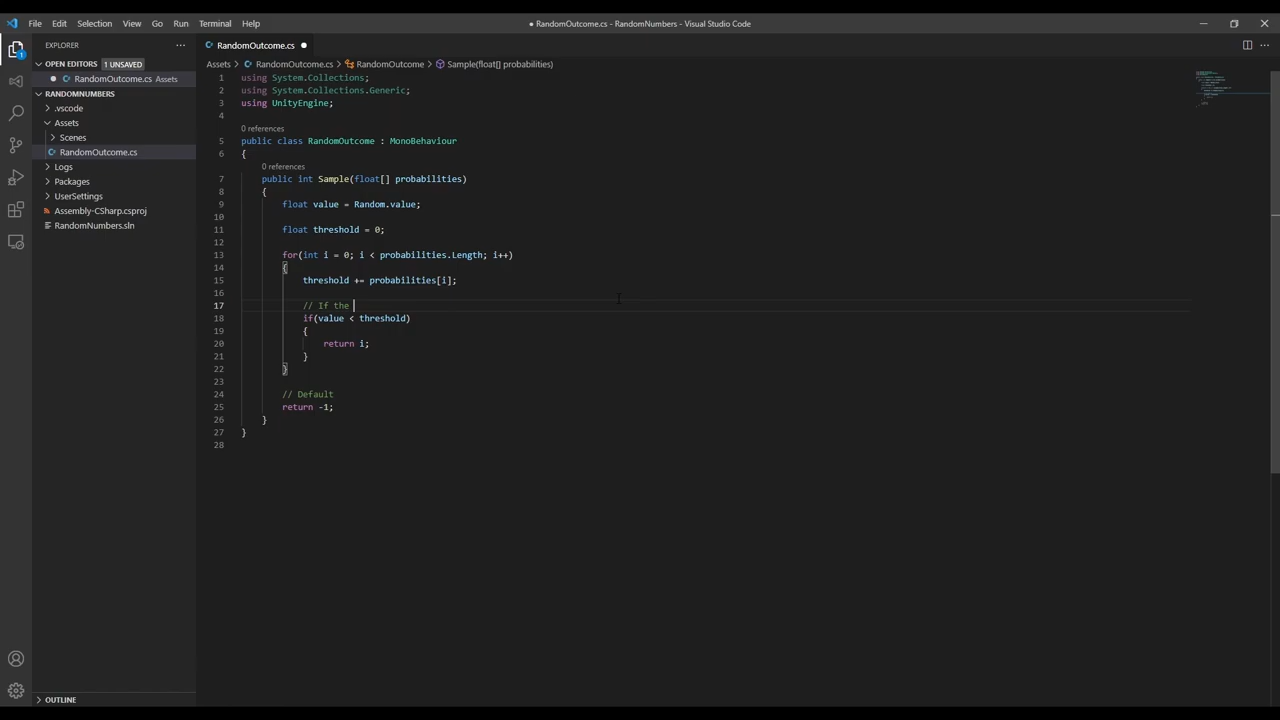 File Edit Selection View Go Run Terminal Help
● RandomOutcome.cs - RandomNumbers - Visual Studio Code
EXPLORER
OPEN EDITORS 1 UNSAVED
RandomOutcome.cs Assets
RANDOMNUMBERS
.vscode
Assets
Scenes
RandomOutcome.cs
Logs
Packages
UserSettings
Assembly-CSharp.csproj
RandomNumbers.sln
OUTLINE
1
RandomOutcome.cs
Assets > RandomOutcome.cs > RandomOutcome > Sample(float[] probabilities)
1 using System.Collections;
2 using System.Collections.Generic;
3 using UnityEngine;
4
0 references
5 public class RandomOutcome : MonoBehaviour
6 {
0 references
7 public int Sample(float[] probabilities)
8 {
9 float value = Random.value;
10
11 float threshold = 0;
12
13 for(int i = 0; i < probabilities.Length; i++)
14 {
15 threshold += probabilities[i];
16
17 // If the
18 if(value < threshold)
19 {
20 return i;
21 }
22 }
23
24 // Default
25 return -1;
26 }
27 }
28